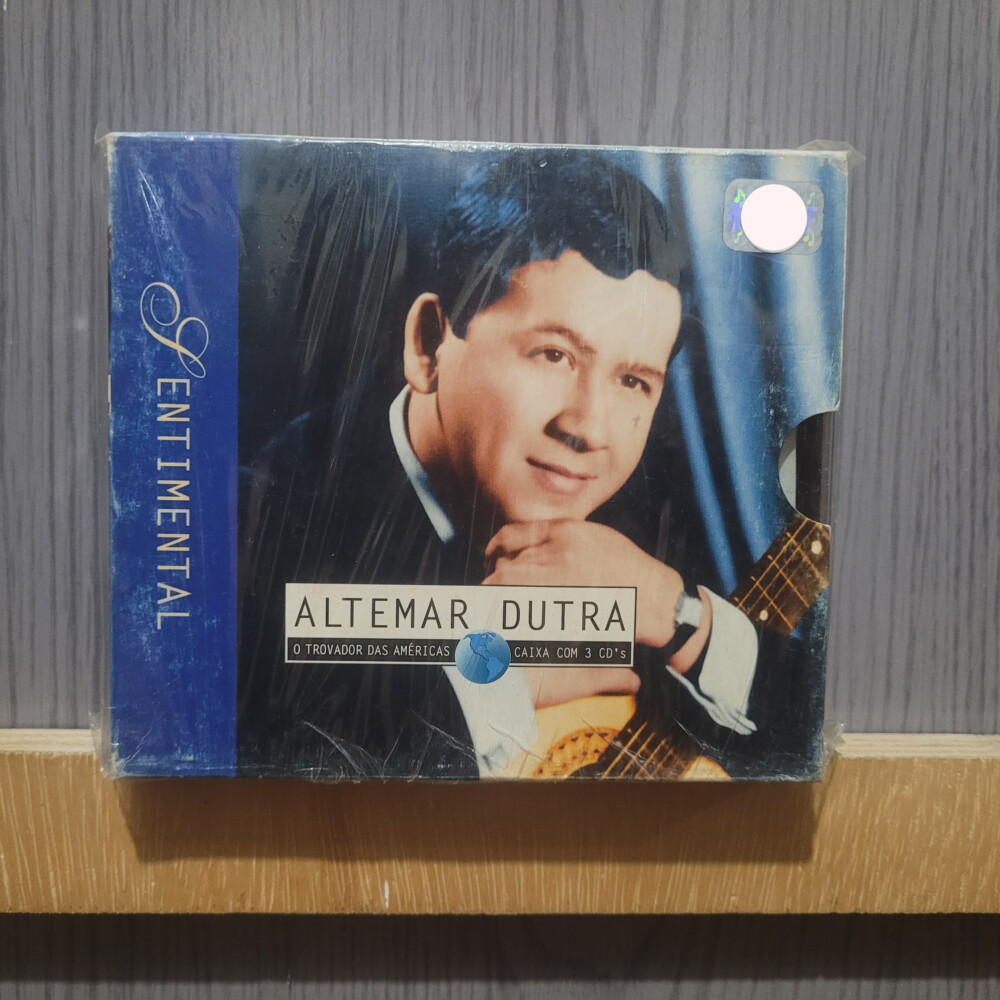 SENTIMENTAL
ALTEMAR DUTRA
O TROVADOR DAS AMÉRICAS CAIXA COM 3 CD's